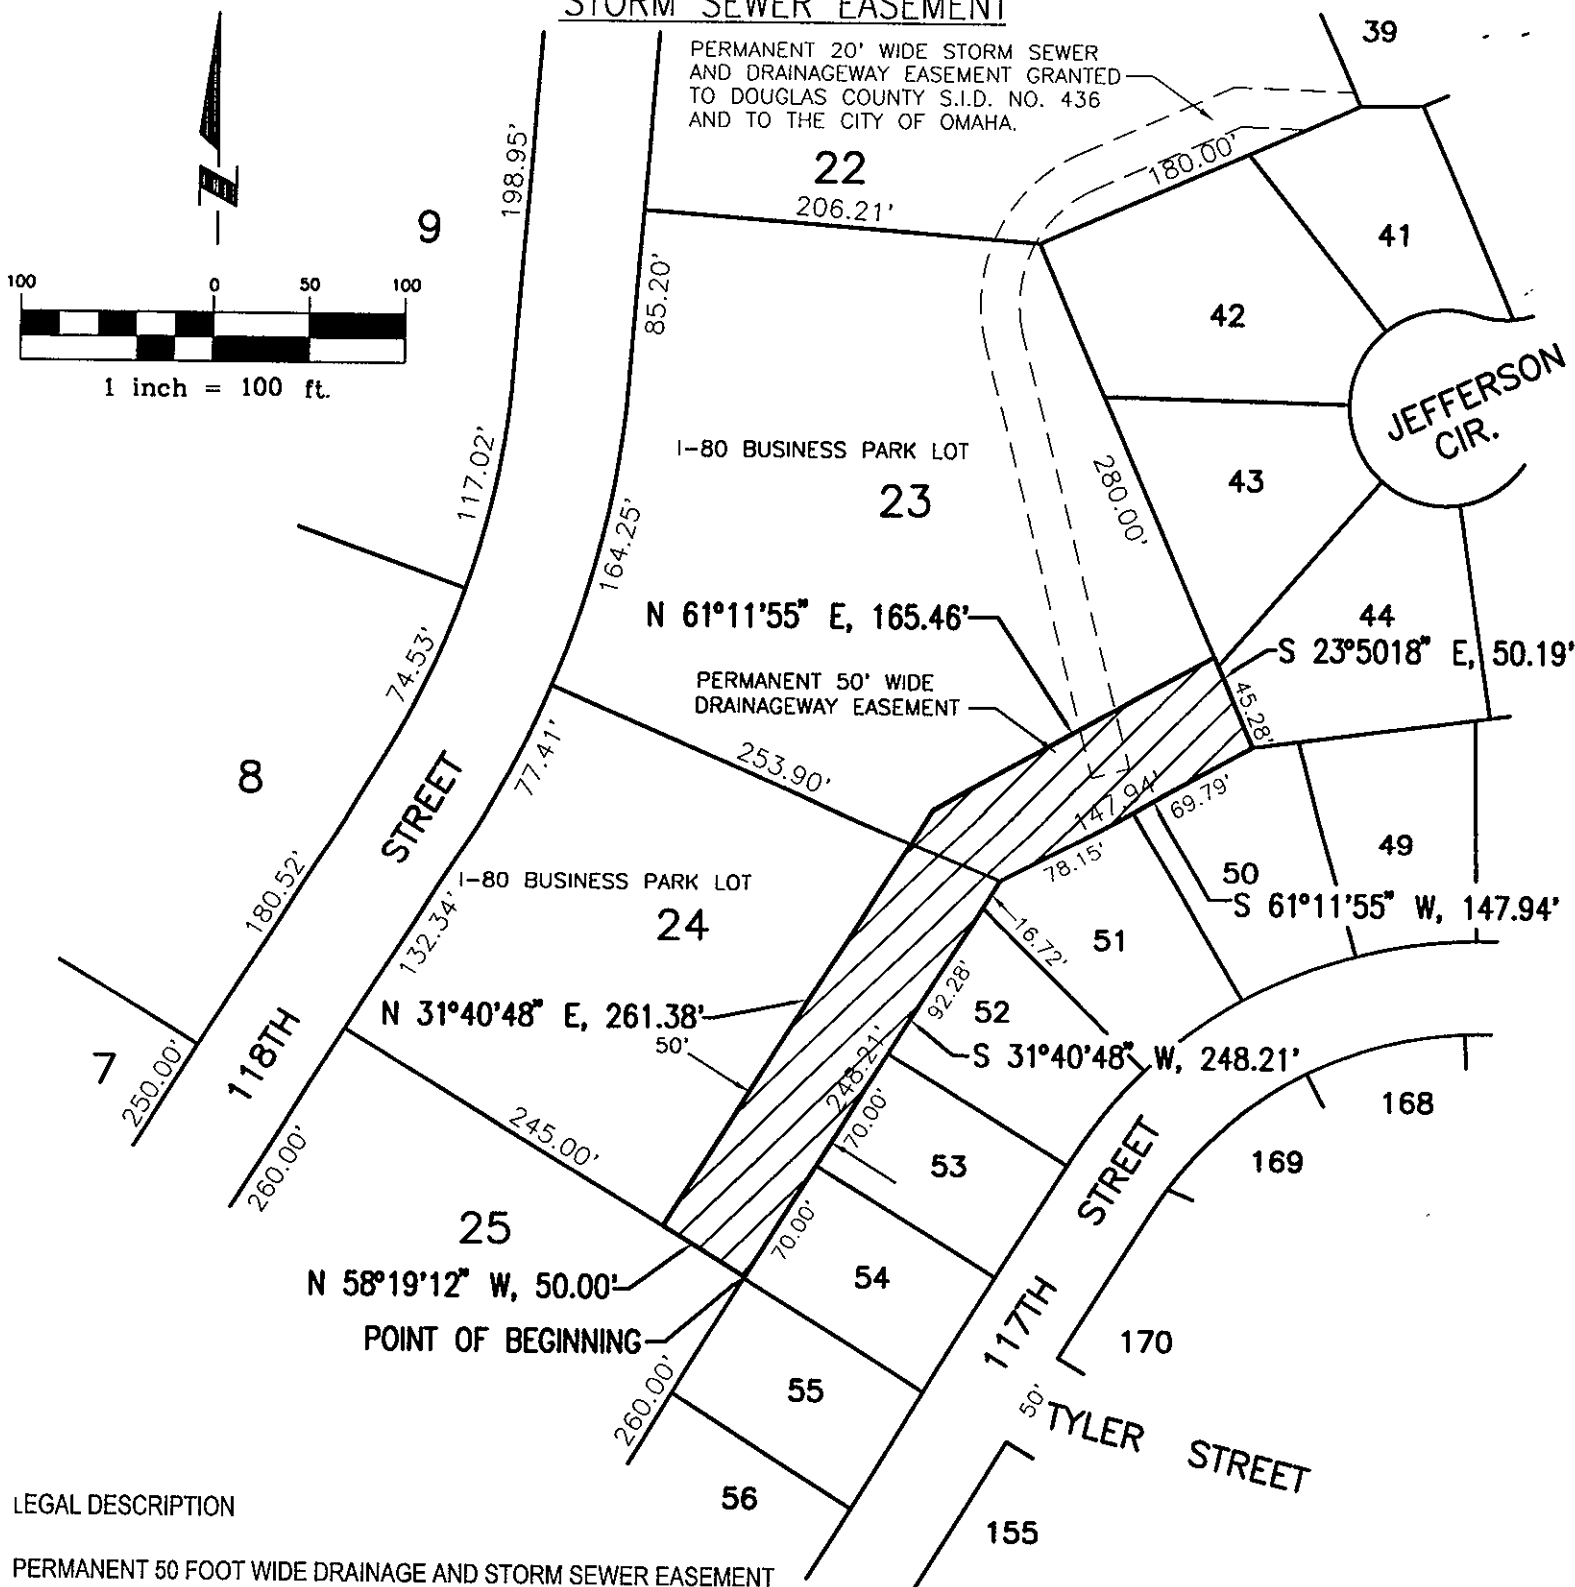 STORM SEWER EASEMENT
PERMANENT 20' WIDE STORM SEWER
AND DRAINAGEWAY EASEMENT GRANTED
TO DOUGLAS COUNTY S.I.D. NO. 436
AND TO THE CITY OF OMAHA.
39
198.95'
22
206.21'
180.00'
9
N
41
100
0
50
100
1 inch = 100 ft.
85.20'
42
JEFFERSON
CIR.
117.02'
I-80 BUSINESS PARK LOT
23
280.00'
43
164.25'
N 61°11'55" E, 165.46'
44
S 23°5018" E, 50.19'
74.53'
PERMANENT 50' WIDE
DRAINAGEWAY EASEMENT
45.28'
8
STREET
77.41'
253.90'
147.94'
69.79'
78.15'
49
50
S 61°11'55" W, 147.94'
180.52'
I-80 BUSINESS PARK LOT
24
132.34'
16.72'
51
92.28'
52
N 31°40'48" E, 261.38'
50'
S 31°40'48" W, 248.21'
248.21'
7
250.00'
118TH
260.00'
245.00'
70.00'
53
168
169
STREET
25
70.00'
54
N 58°19'12" W, 50.00'
POINT OF BEGINNING
117TH
170
260.00'
55
50'
TYLER STREET
56
155
LEGAL DESCRIPTION
PERMANENT 50 FOOT WIDE DRAINAGE AND STORM SEWER EASEMENT